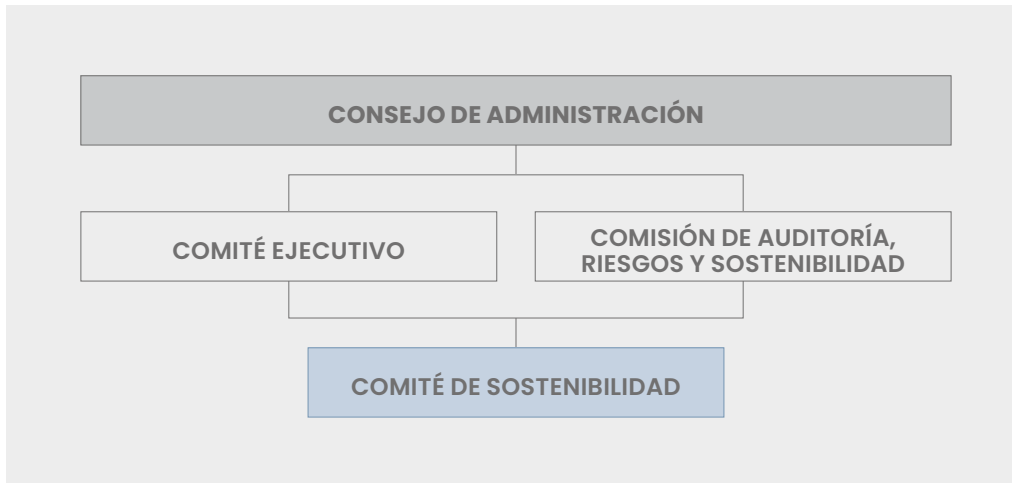 CONSEJO DE ADMINISTRACIÓN
COMITÉ EJECUTIVO
COMISIÓN DE AUDITORÍA,
RIESGOS Y SOSTENIBILIDAD
COMITÉ DE SOSTENIBILIDAD